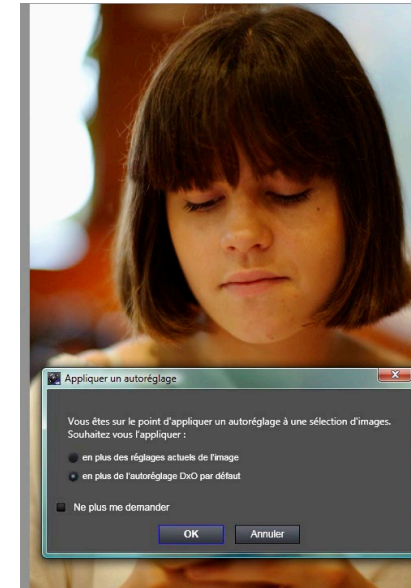 Appliquer un autoréglage
Vous êtes sur le point d'appliquer un autoréglage à une sélection d'images.
Souhaitez vous l'appliquer :
en plus des réglages actuels de l'image
en plus de l'autoréglage DxO par défaut
Ne plus me demander
OK
Annuler